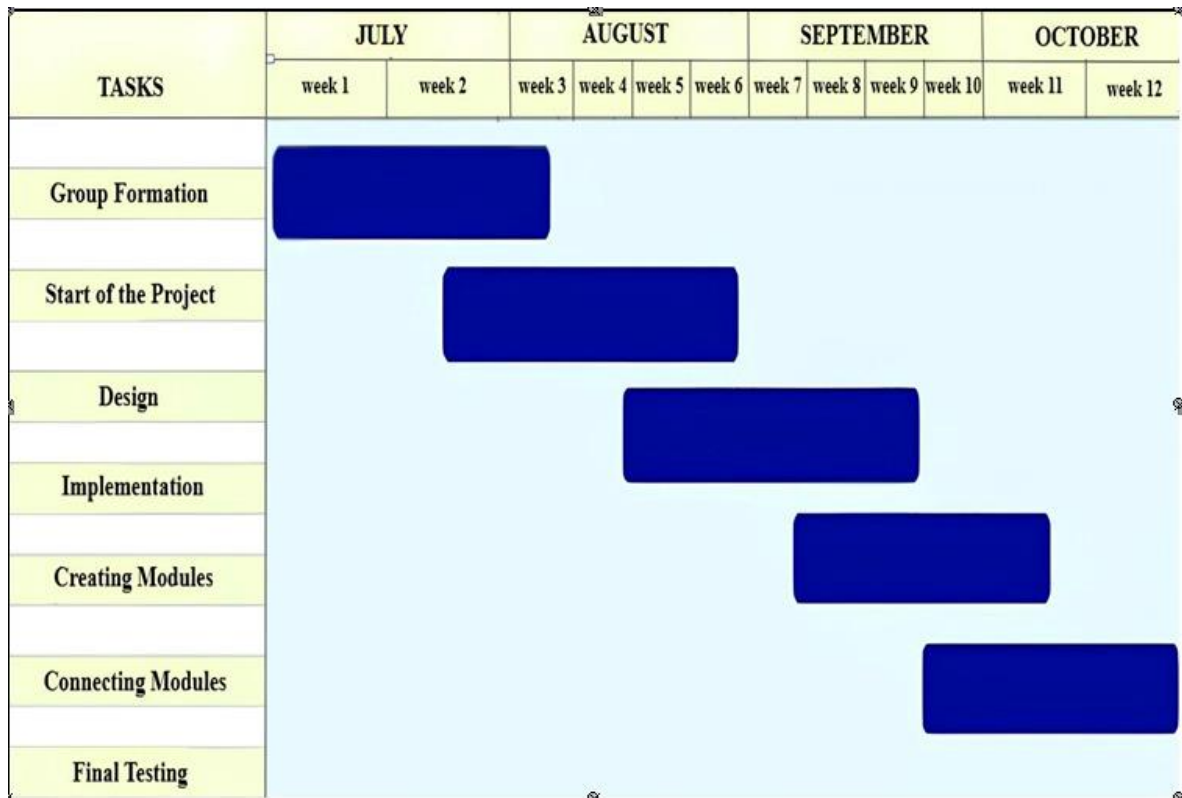 JULY AUGUST SEPTEMBER OCTOBER
TASKS week 1 week 2 week 3 week 4 week 5 week 6 week 7 week 8 week 9 week 10 week 11 week 12
Group Formation
Start of the Project
Design
Implementation
Creating Modules
Connecting Modules
Final Testing